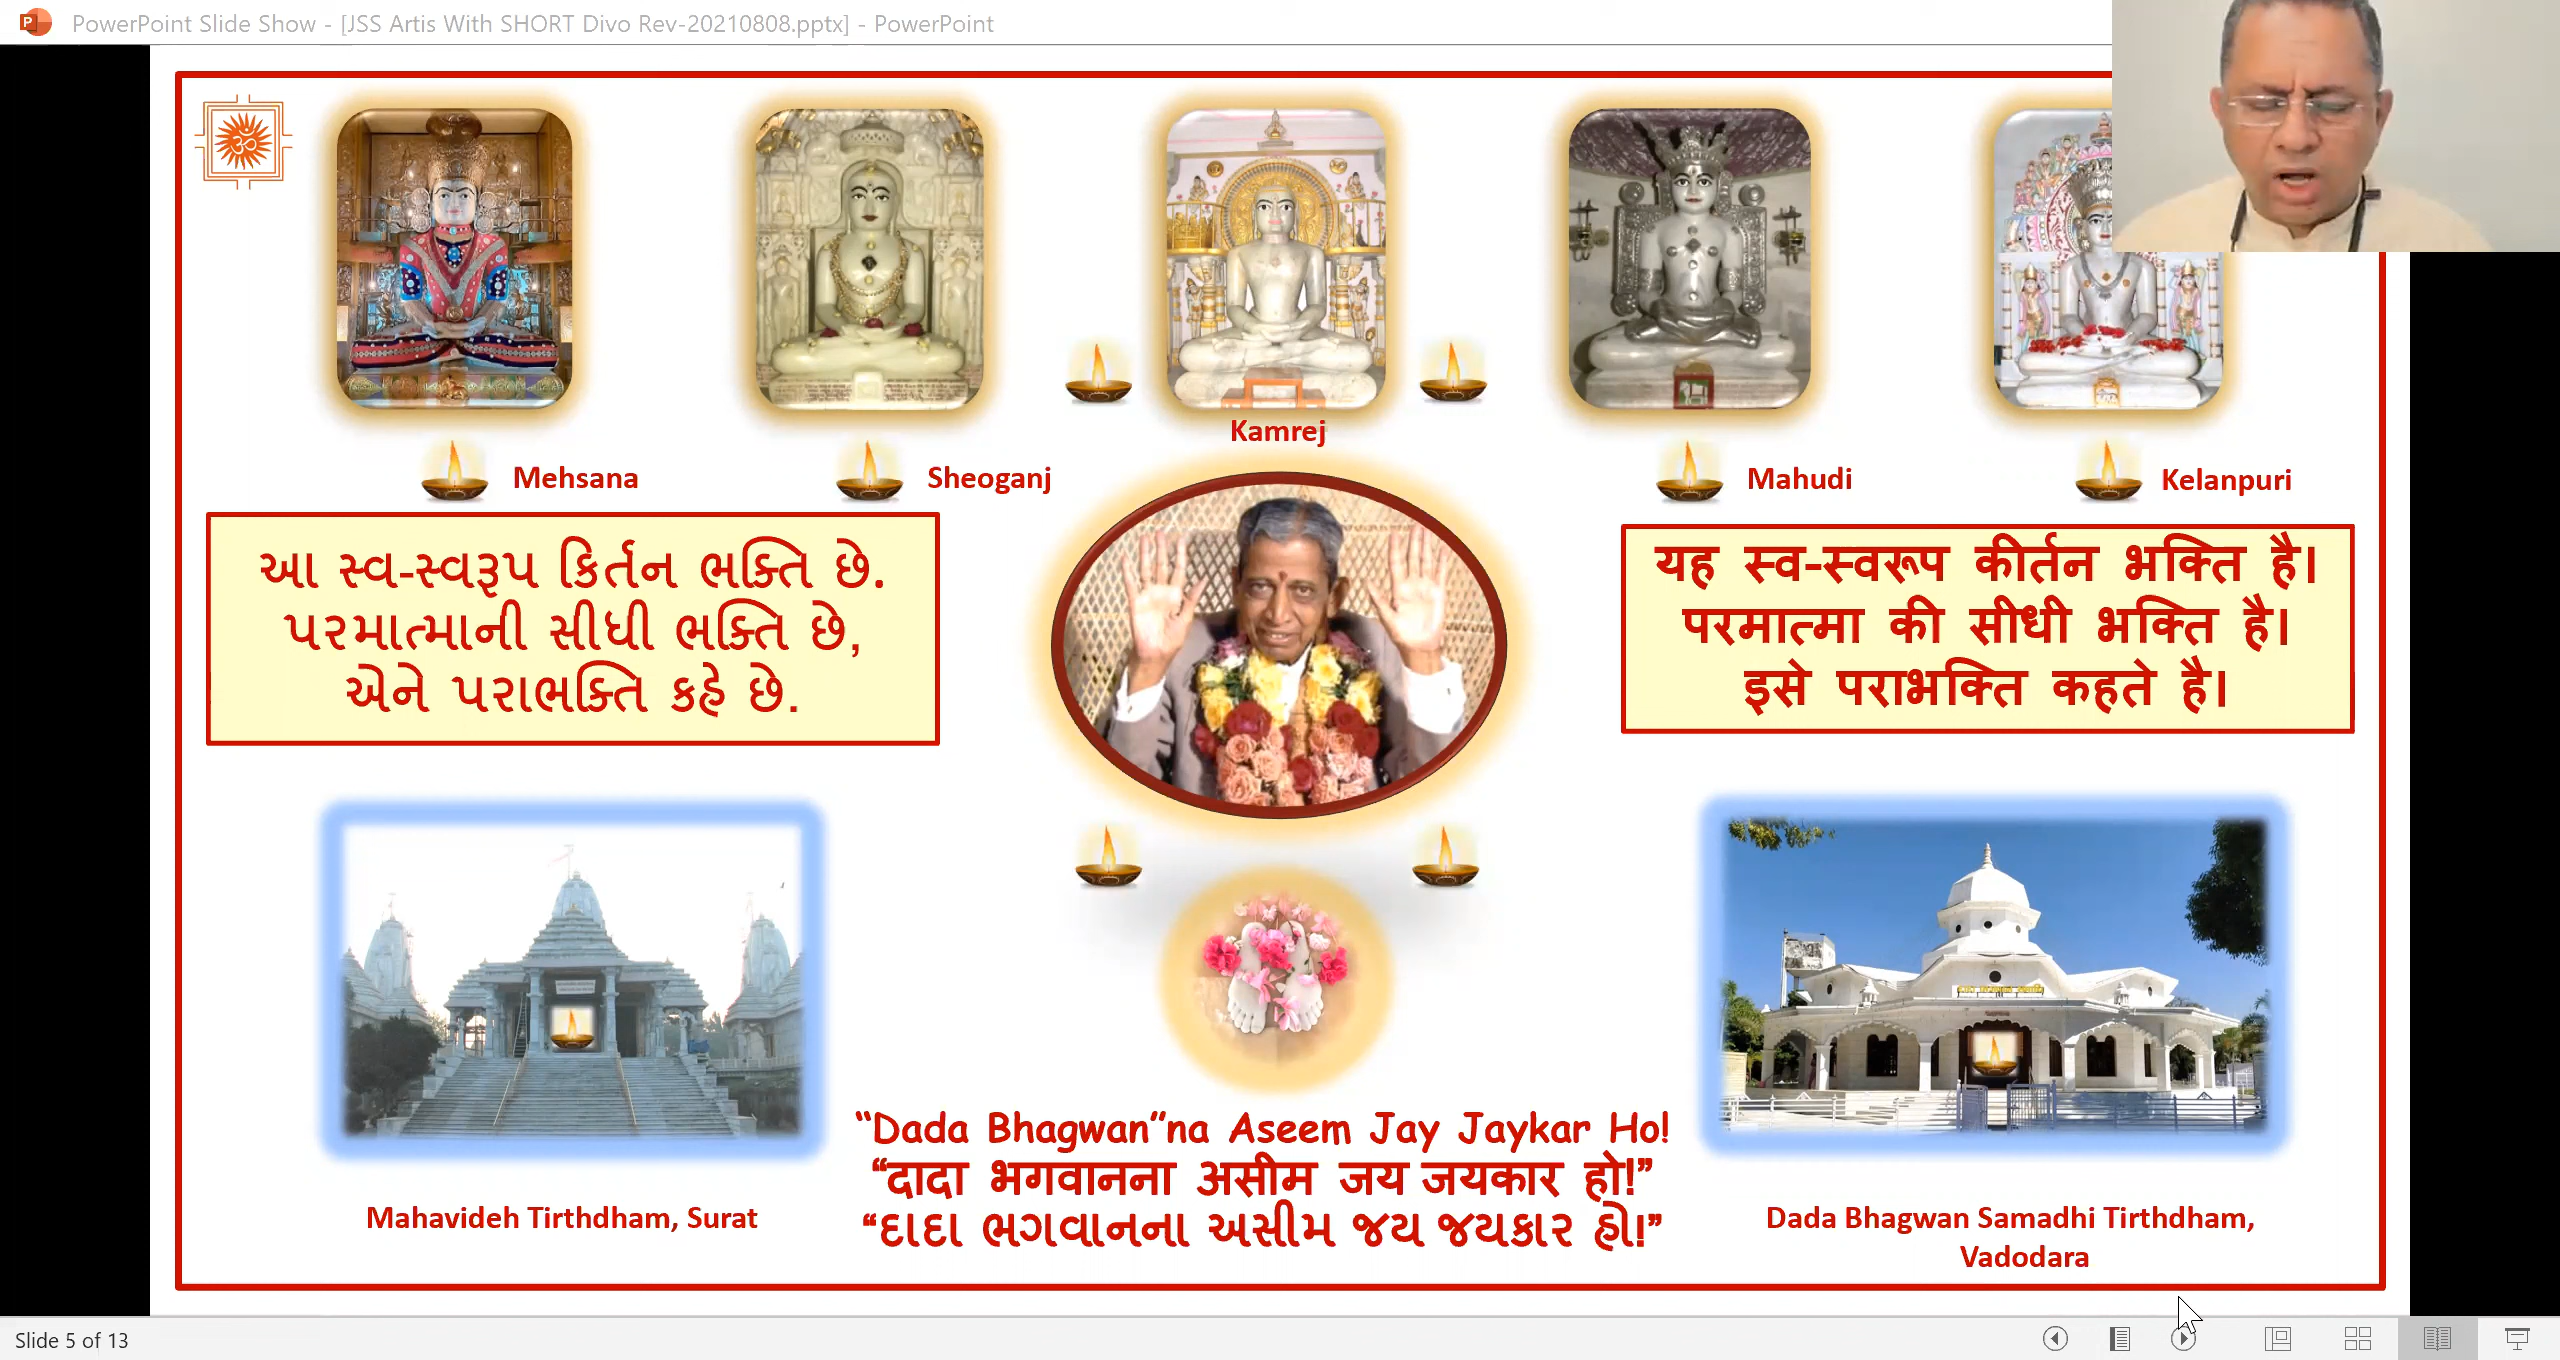 PowerPoint Slide Show - [JSS Artis With SHORT Divo Rev-20210808.pptx] - PowerPoint
Kamrej
Mehsana
Sheoganj
Mahudi
Kelanpuri
આ સ્વ-સ્વરૂપ કિર્તન ભક્તિ છે.
પરમાત્માની સીધી ભક્તિ છે,
એને પરાભક્તિ કહે છે.
यह स्व-स्वरूप कीर्तन भक्ति है।
परमात्मा की सीधी भक्ति है।
इसे पराभक्ति कहते है।
“Dada Bhagwan”na Aseem Jay Jaykar Ho!
“दादा भगवानना असीम जय जयकार हो!”
“દાદા ભગવાનના અસીમ જય જયકાર હો!”
Mahavideh Tirthdham, Surat
Dada Bhagwan Samadhi Tirthdham,
Vadodara
Slide 5 of 13